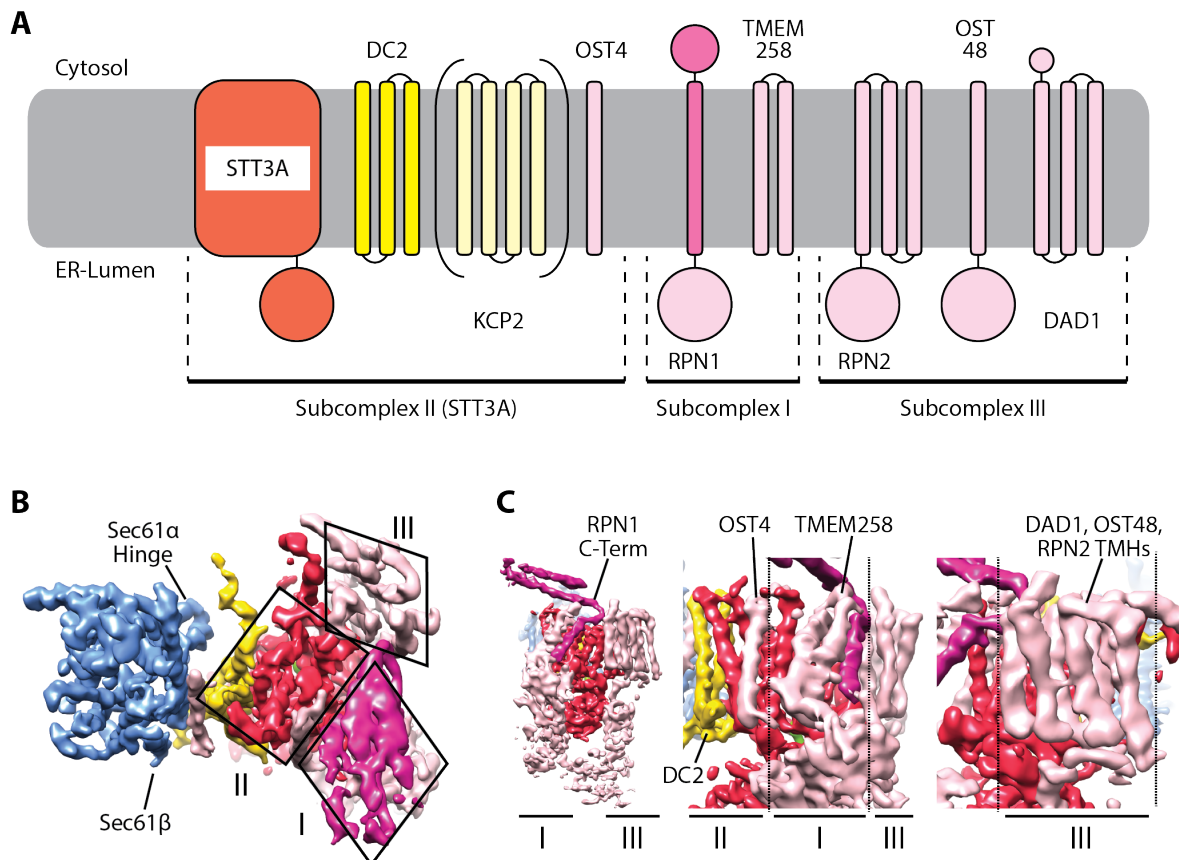 A
Cytosol
DC2
OST4
TMEM
258
OST
48
STT3A
ER-Lumen
KCP2
RPN1
RPN2
DAD1
Subcomplex II (STT3A)
Subcomplex I
Subcomplex III
B
Sec61α
Hinge
III
II
I
Sec61β
C
RPN1
C-Term
OST4
TMEM258
DAD1, OST48,
RPN2 TMHs
DC2
I
III
II
I
III
III